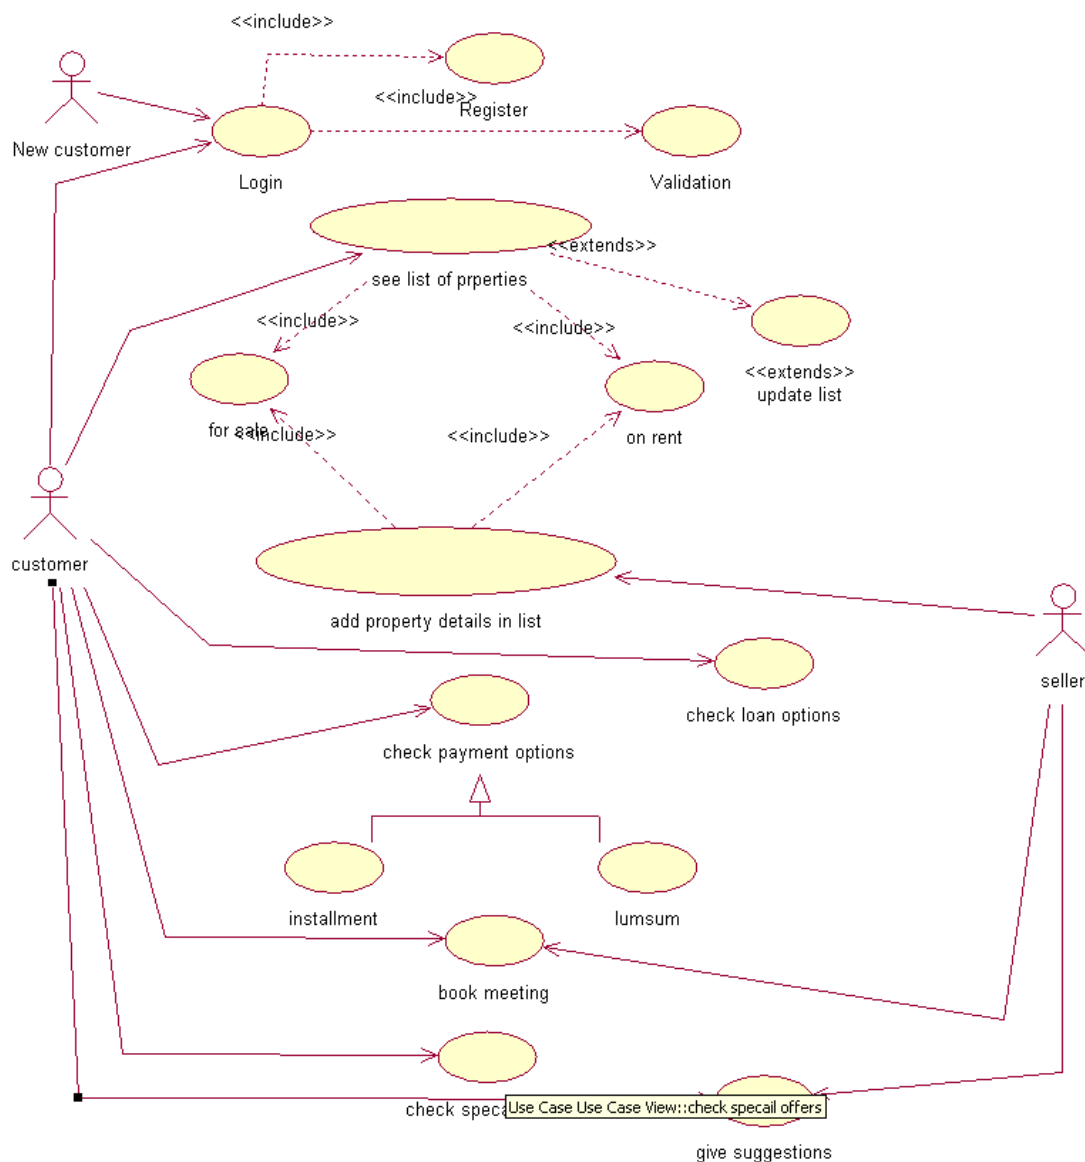 <<include>>
<<include>>
Register
New customer
Login
Validation
<<extends>>
see list of prperties
<<include>>
<<include>>
<<extends>>
update list
for sale
<<include>>
<<include>>
on rent
customer
add property details in list
seller
check loan options
check payment options
installment
lumsum
book meeting
check speca
Use Case Use Case View::check specail offers
give suggestions